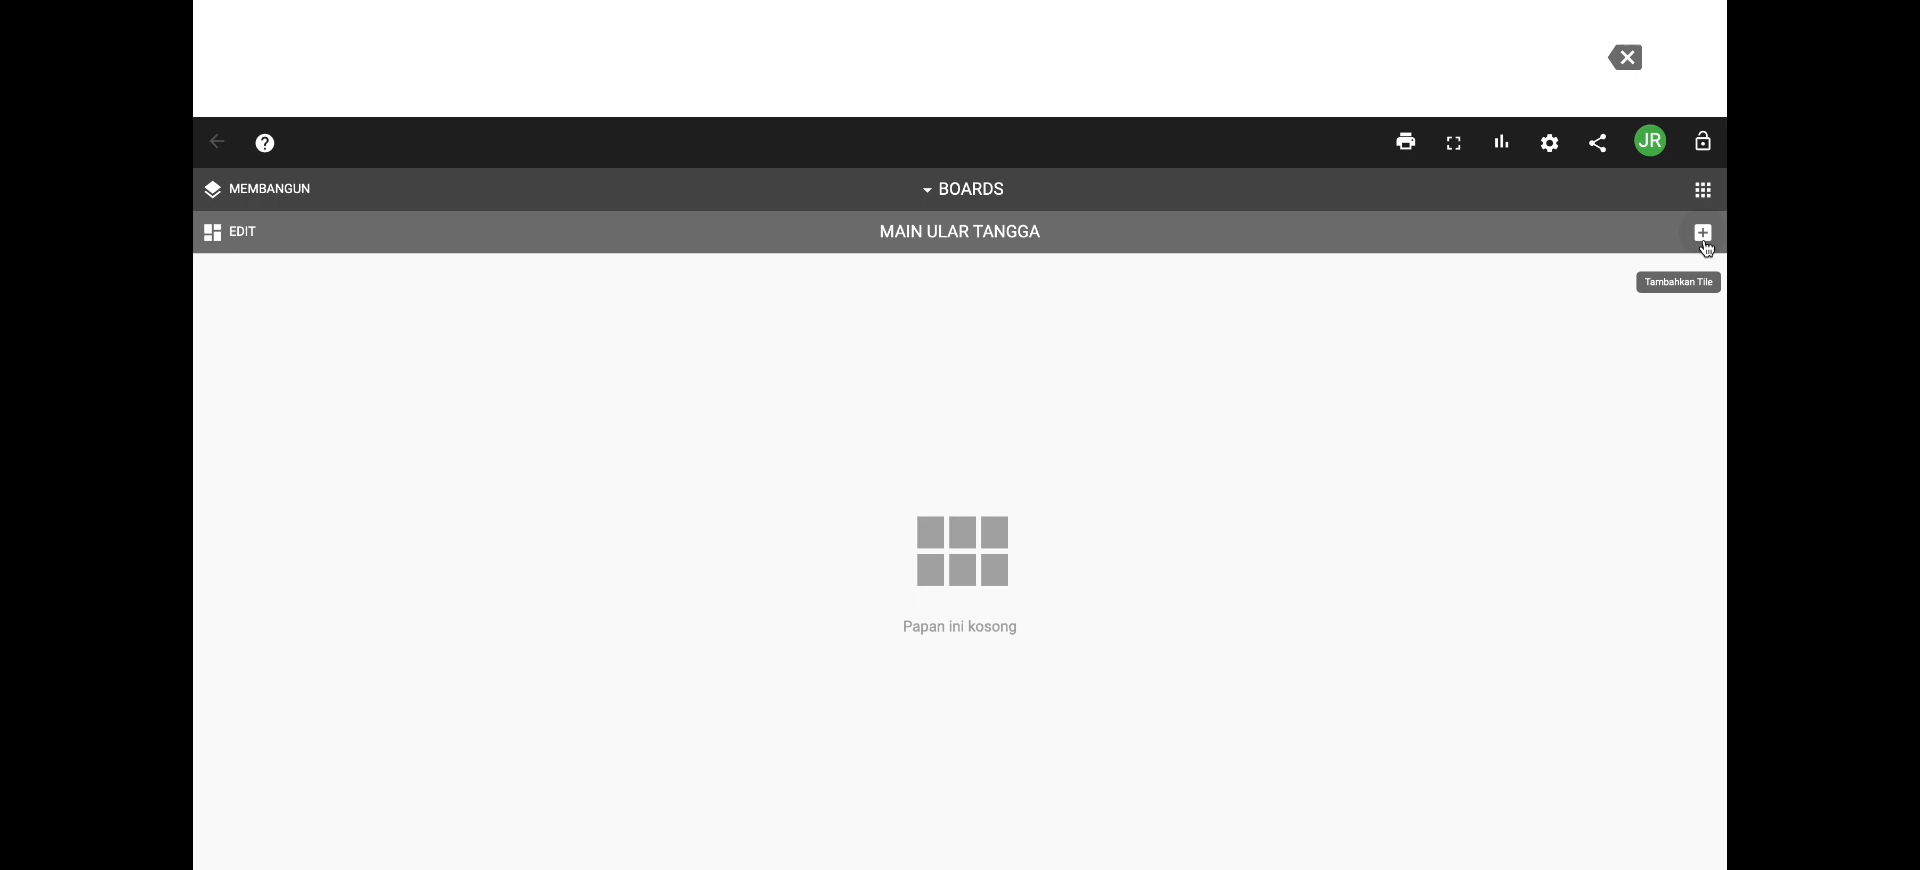 JR
MEMBANGUN
BOARDS
EDIT
MAIN ULAR TANGGA
Tambahkan Tile
Papan ini kosong